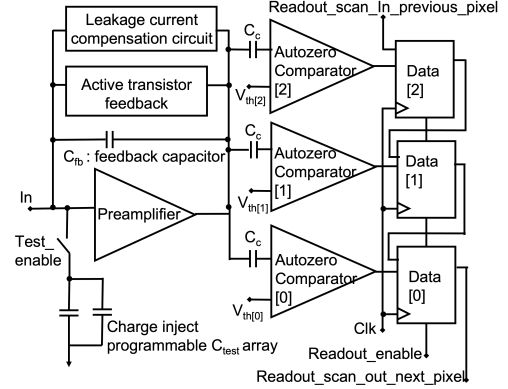 Readout_scan_In_previous_pixel
Leakage current
compensation circuit
Active transistor
feedback
Cc
Autozero
Comparator
[2]
Vth[2]
Data
[2]
Cfb : feedback capacitor
Cc
Autozero
Comparator
[1]
Vth[1]
Data
[1]
In
Preamplifier
Test_
enable
Cc
Autozero
Comparator
[0]
Vth[0]
Data
[0]
Charge inject
programmable Ctest array
Clk
Readout_enable
Readout_scan_out_next_pixel